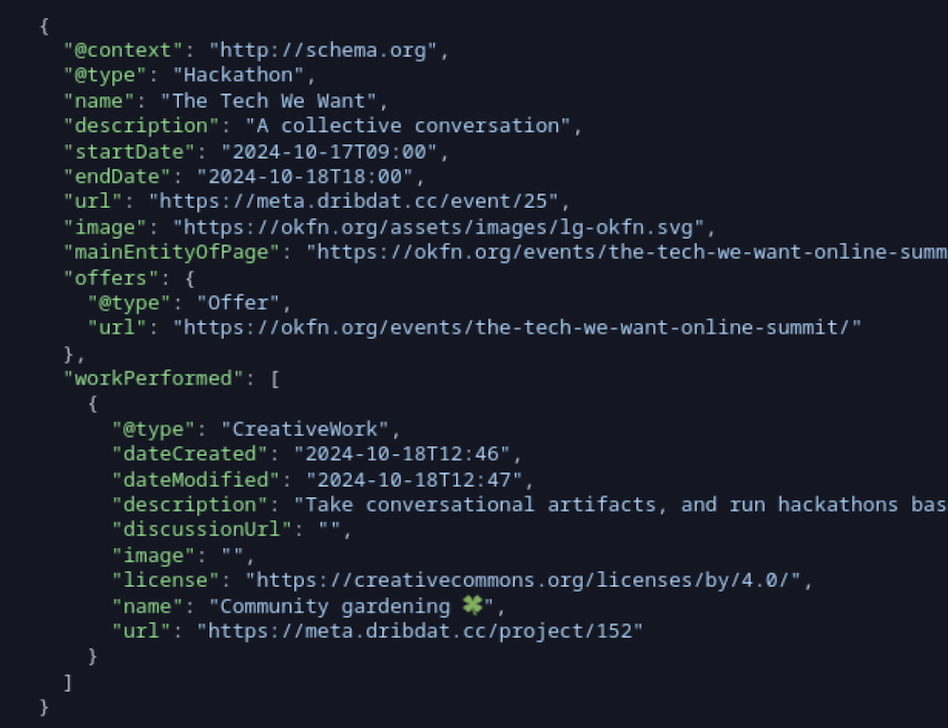 {
"@context": "http://schema.org",
"@type": "Hackathon",
"name": "The Tech We Want",
"description": "A collective conversation",
"startDate": "2024-10-17T09:00",
"endDate": "2024-10-18T18:00",
"url": "https://meta.dribdat.cc/event/25",
"image": "https://okfn.org/assets/images/lg-okfn.svg",
"mainEntityOfPage": "https://okfn.org/events/the-tech-we-want-online-summ
"offers": {
"@type": "Offer",
"url": "https://okfn.org/events/the-tech-we-want-online-summit/"
},
"workPerformed": [
{
"@type": "CreativeWork",
"dateCreated": "2024-10-18T12:46",
"dateModified": "2024-10-18T12:47",
"description": "Take conversational artifacts, and run hackathons bas
"discussionUrl": "",
"image": "",
"license": "https://creativecommons.org/licenses/by/4.0/",
"name": "Community gardening 🍀",
"url": "https://meta.dribdat.cc/project/152"
}
]
}